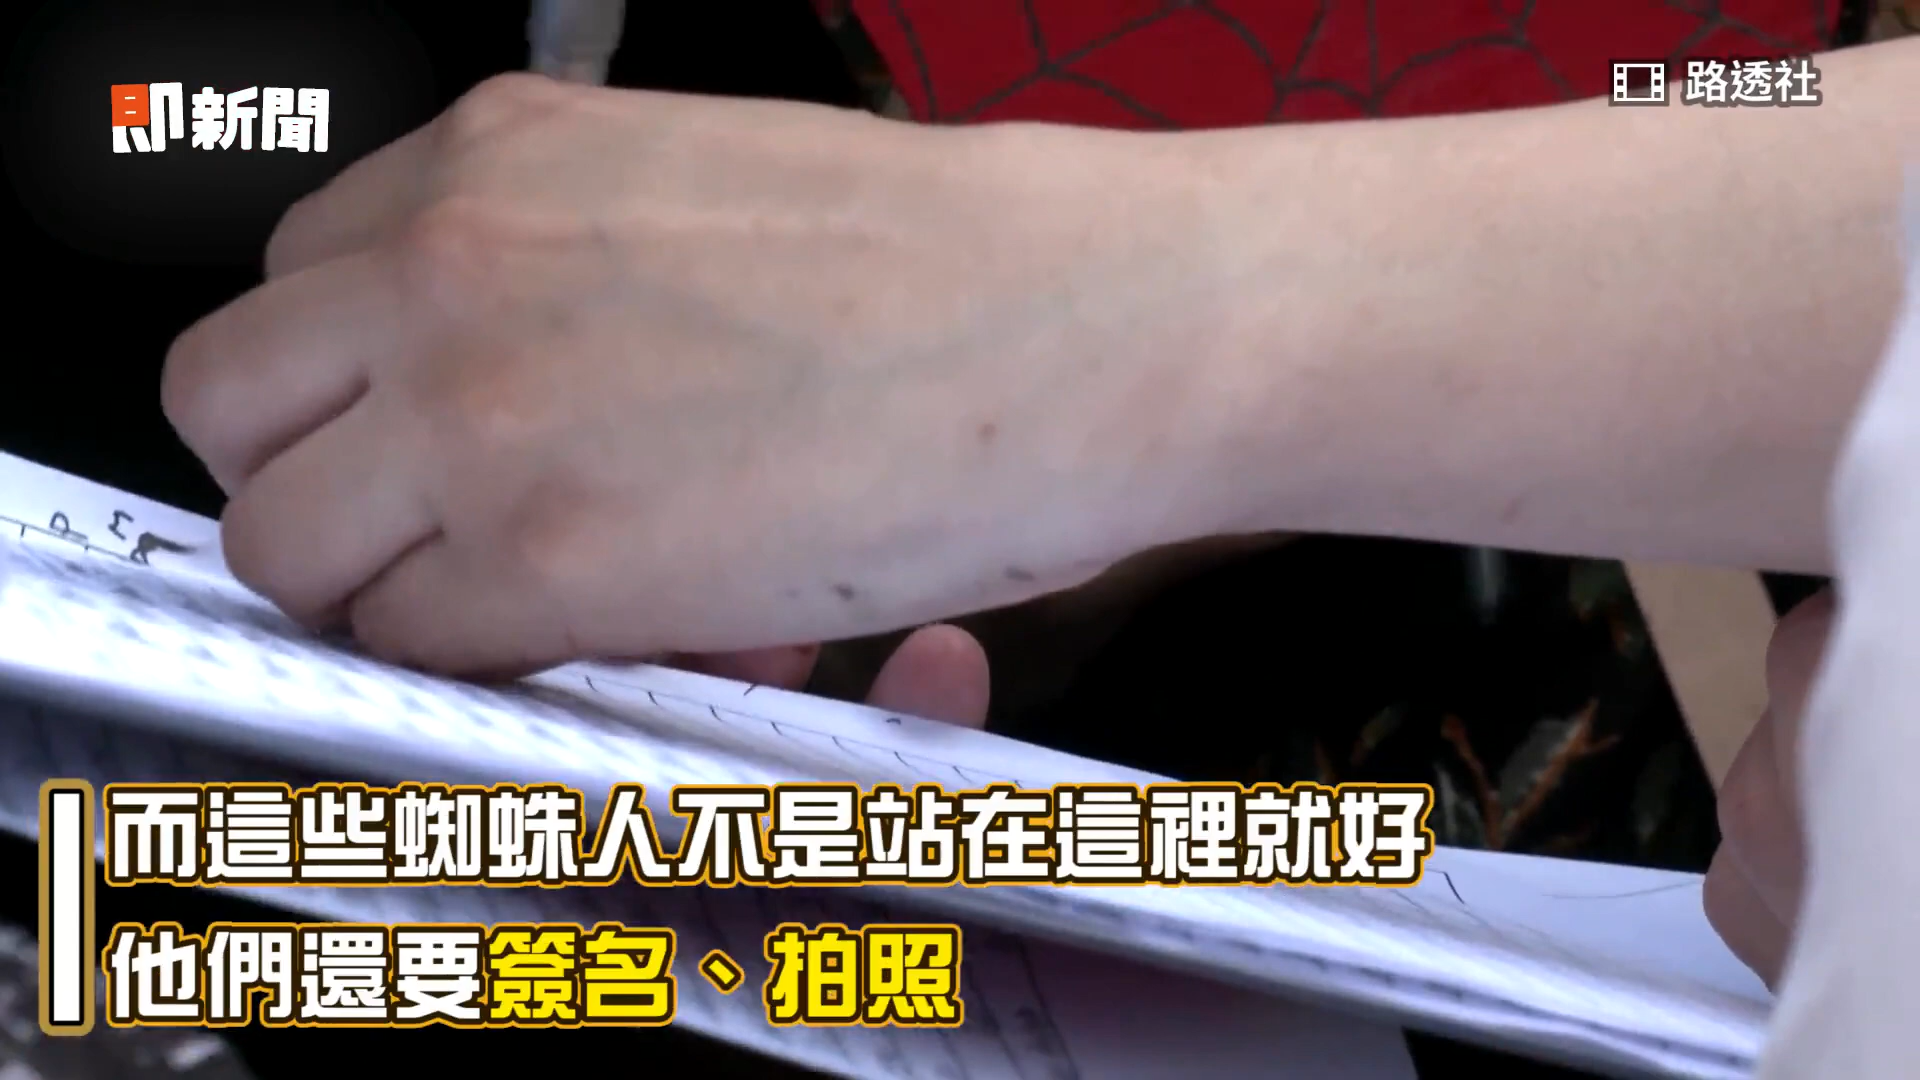 即新聞
路透社
而這些蜘蛛人不是站在這裡就好
他們還要簽名、拍照